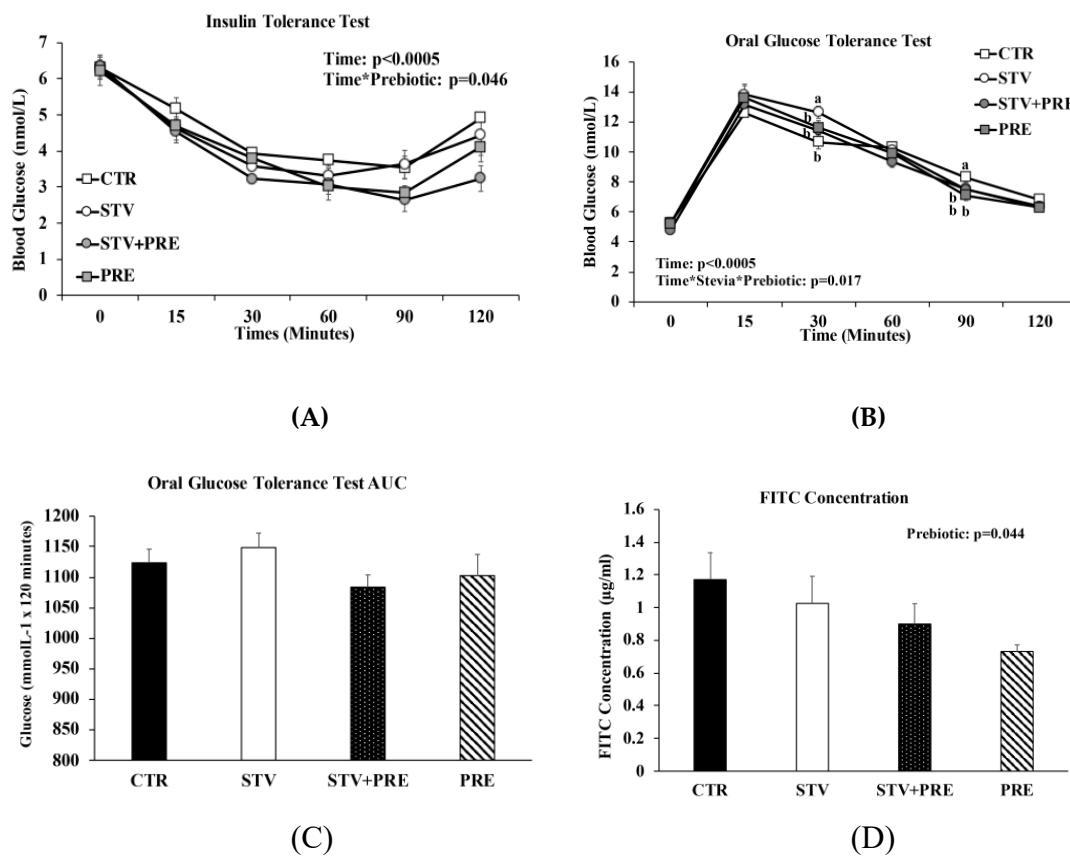 Insulin Tolerance Test
Time: p<0.0005
Time*Prebiotic: p=0.046
7
6
5
4
3
2
1
0
Blood Glucose (nmol/L)
CTR
STV
STV+PRE
PRE
0 15 30 60 90 120
Times (Minutes)
(A)
Oral Glucose Tolerance Test
16
14
12
10
8
6
4
2
0
Blood Glucose (nmol/L)
CTR
STV
STV+PRE
PRE
a
b
b
b
a
b
b b
Time: p<0.0005
Time*Stevia*Prebiotic: p=0.017
0 15 30 60 90 120
Time (Minutes)
(B)
Oral Glucose Tolerance Test AUC
1200
1150
1100
1050
1000
950
900
850
800
Glucose (mmolL-1 x 120 minutes)
CTR STV STV+PRE PRE
(C)
FITC Concentration
Prebiotic: p=0.044
1.6
1.4
1.2
1
0.8
0.6
0.4
0.2
0
FITC Concentration (µg/ml)
CTR STV STV+PRE PRE
(D)